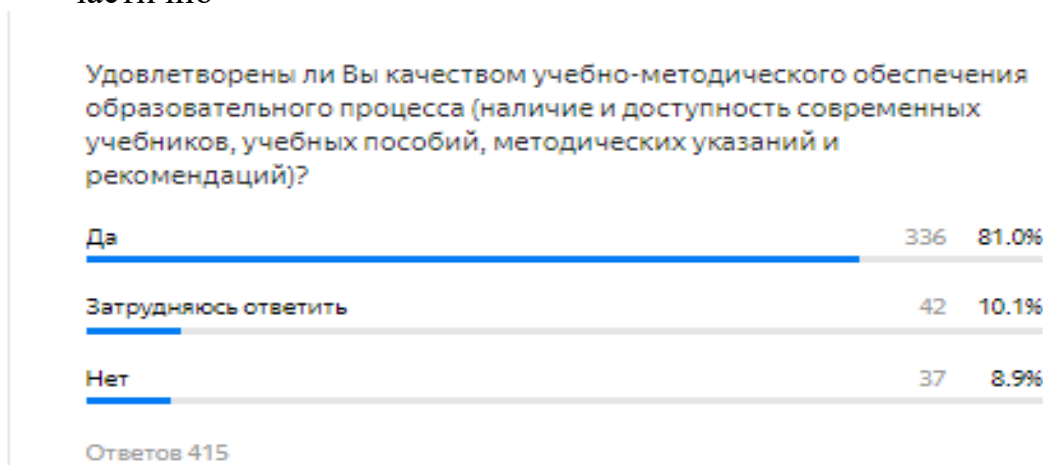 частично
Удовлетворены ли Вы качеством учебно-методического обеспечения
образовательного процесса (наличие и доступность современных
учебников, учебных пособий, методических указаний и
рекомендаций)?
Да 336 81.0%
Затрудняюсь ответить 42 10.1%
Нет 37 8.9%
Ответов 415